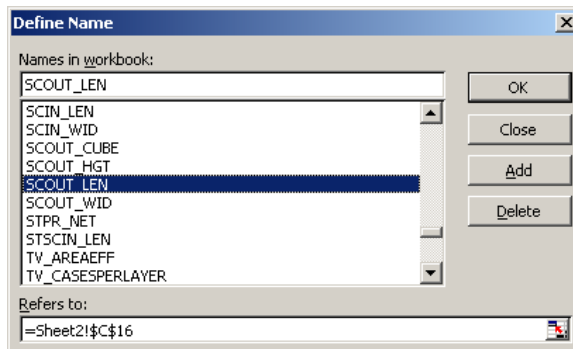 Define Name
Names in workbook:
SCOUT_LEN
OK
SCIN_LEN
SCIN_WID
SCOUT_CUBE
SCOUT_HGT
SCOUT_LEN
SCOUT_WID
STPR_NET
STSCIN_LEN
TV_AREAEFF
TV_CASESPERLAYER
Close
Add
Delete
Refers to:
=Sheet2!$C$16